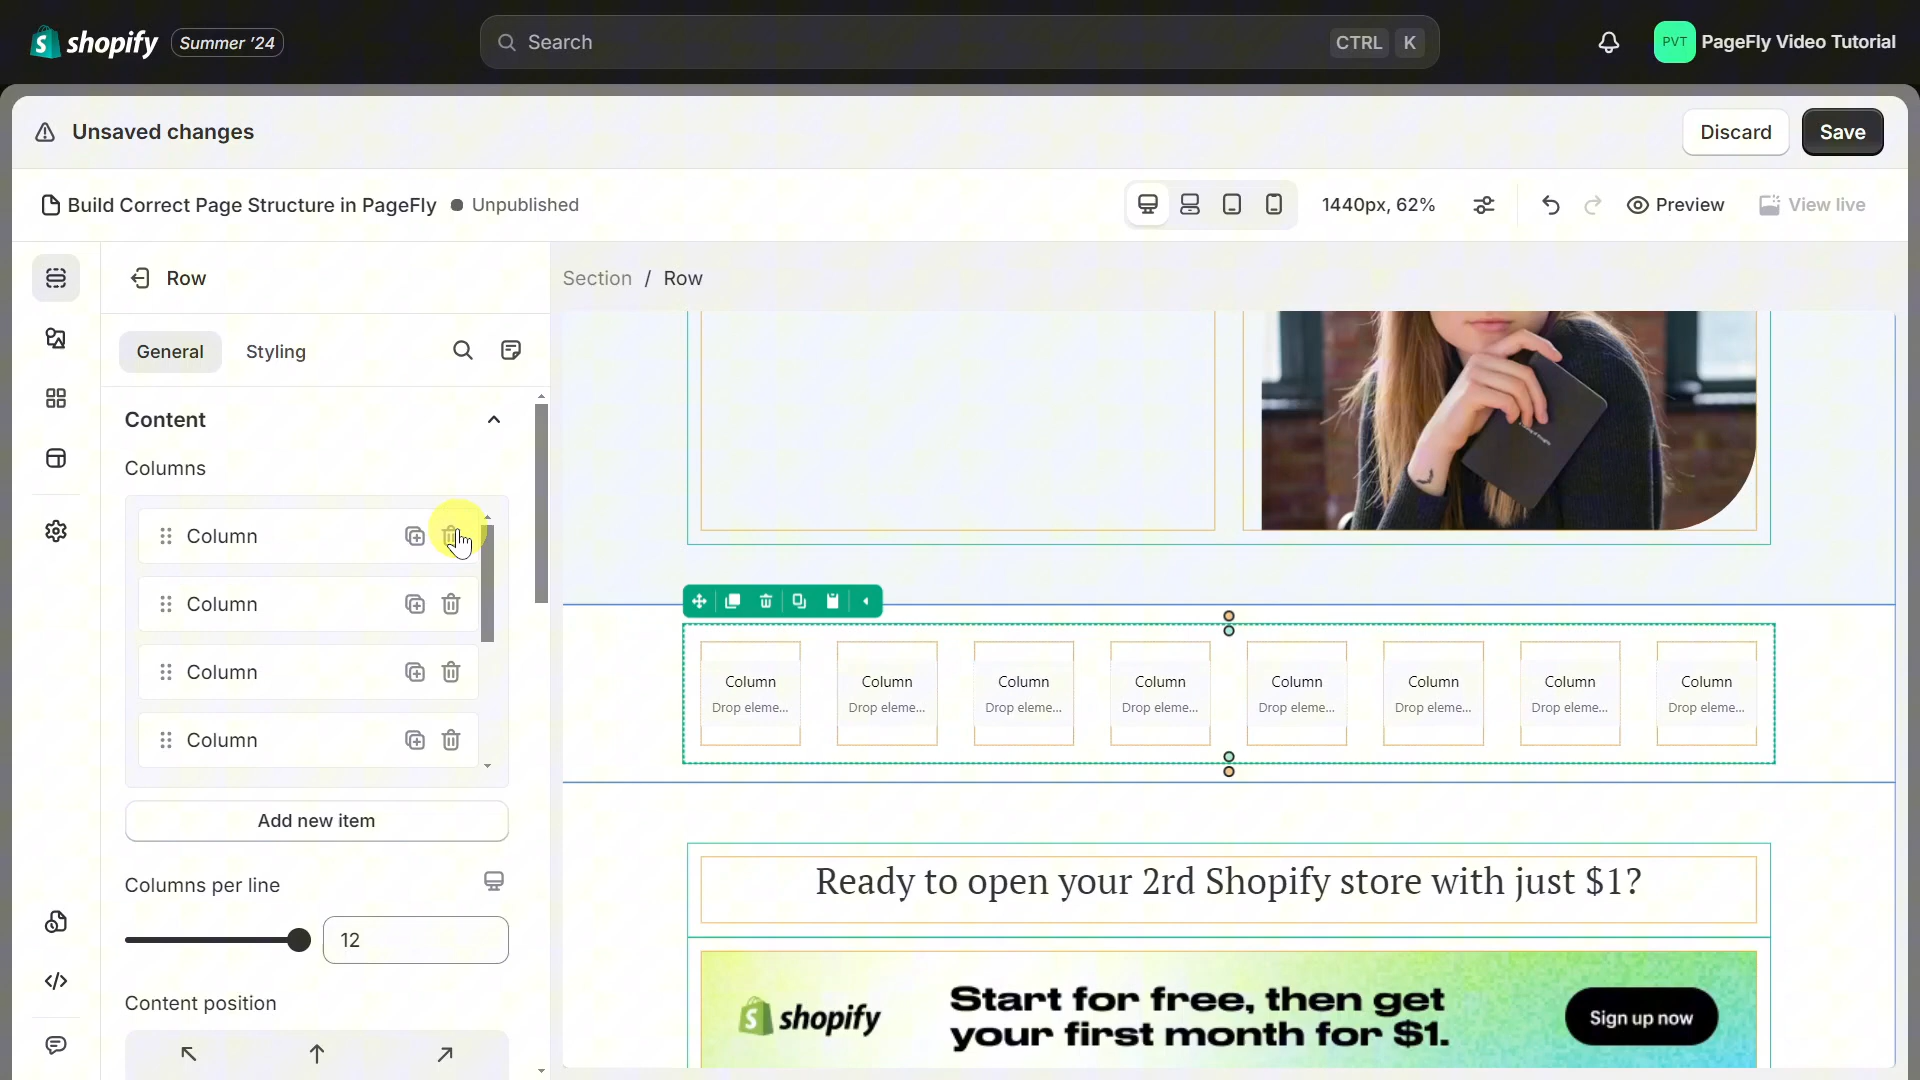 shopify
Summer '24
Search
CTRL K
PVT
PageFly Video Tutorial
Unsaved changes
Discard
Save
Build Correct Page Structure in PageFly
Unpublished
1440px, 62%
Preview
View live
Row
Section / Row
General
Styling
Content
Columns
Column
Column
Column
Column
Add new item
Columns per line
12
Content position
Column
Drop eleme...
Column
Drop eleme...
Column
Drop eleme...
Column
Drop eleme...
Column
Drop eleme...
Column
Drop eleme...
Column
Drop eleme...
Column
Drop eleme...
Ready to open your 2rd Shopify store with just $1?
shopify
Start for free, then get
your first month for $1.
Sign up now